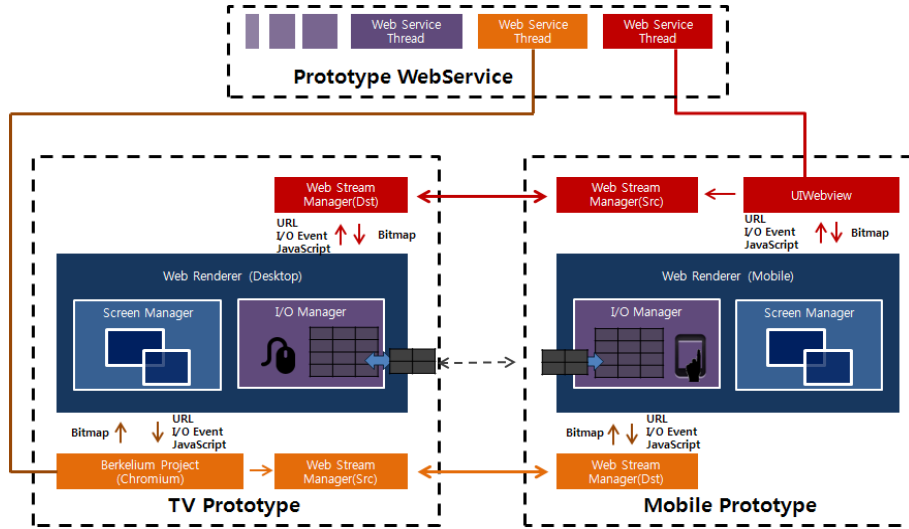 Web Service
Thread
Web Service
Thread
Web Service
Thread
Prototype WebService
Web Stream
Manager(Dst)
Web Stream
Manager(Src)
UIWebview
URL
I/O Event
JavaScript
Bitmap
URL
I/O Event
JavaScript
Bitmap
Web Renderer (Desktop)
Screen Manager
I/O Manager
Web Renderer (Mobile)
I/O Manager
Screen Manager
Bitmap
URL
I/O Event
JavaScript
Bitmap
URL
I/O Event
JavaScript
Berkelium Project
(Chromium)
Web Stream
Manager(Src)
Web Stream
Manager(Dst)
TV Prototype
Mobile Prototype